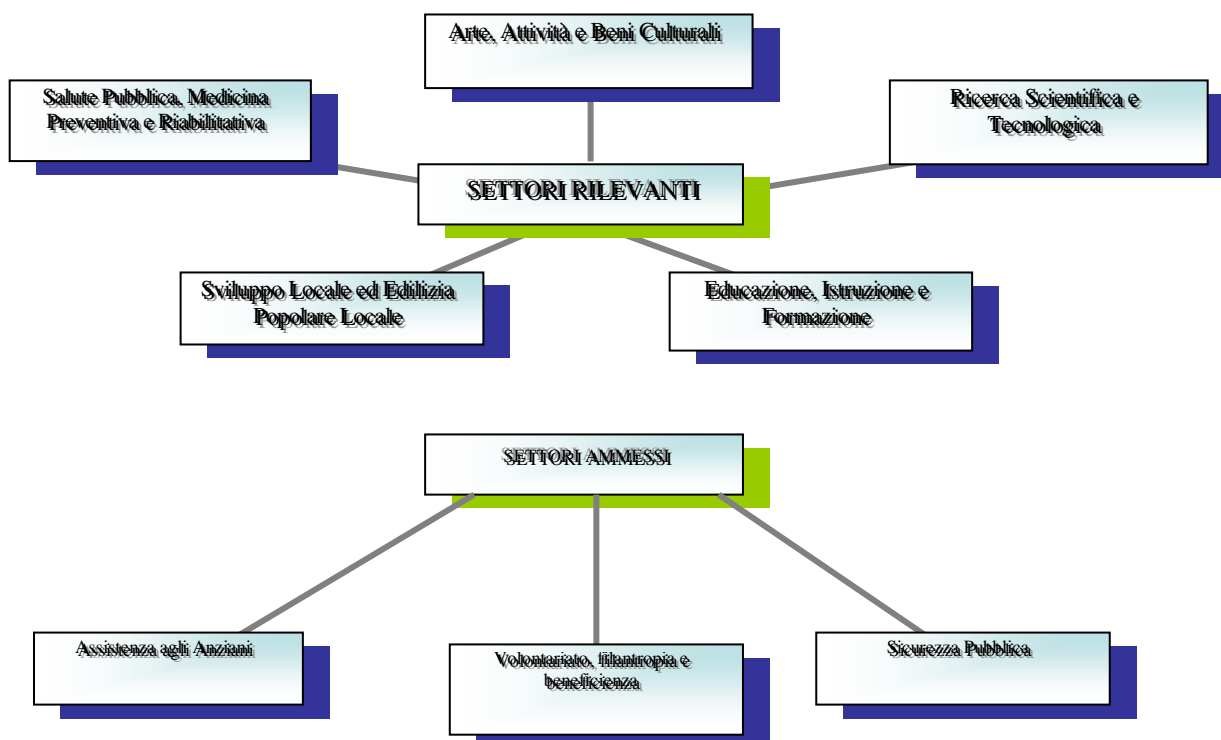 Arte, Attività e Beni Culturali
Salute Pubblica, Medicina
Preventiva e Riabilitativa
Ricerca Scientifica e
Tecnologica
SETTORI RILEVANTI
Sviluppo Locale ed Edilizia
Popolare Locale
Educazione, Istruzione e
Formazione
SETTORI AMMESSI
Assistenza agli Anziani
Volontariato, filantropia e
beneficienza
Sicurezza Pubblica